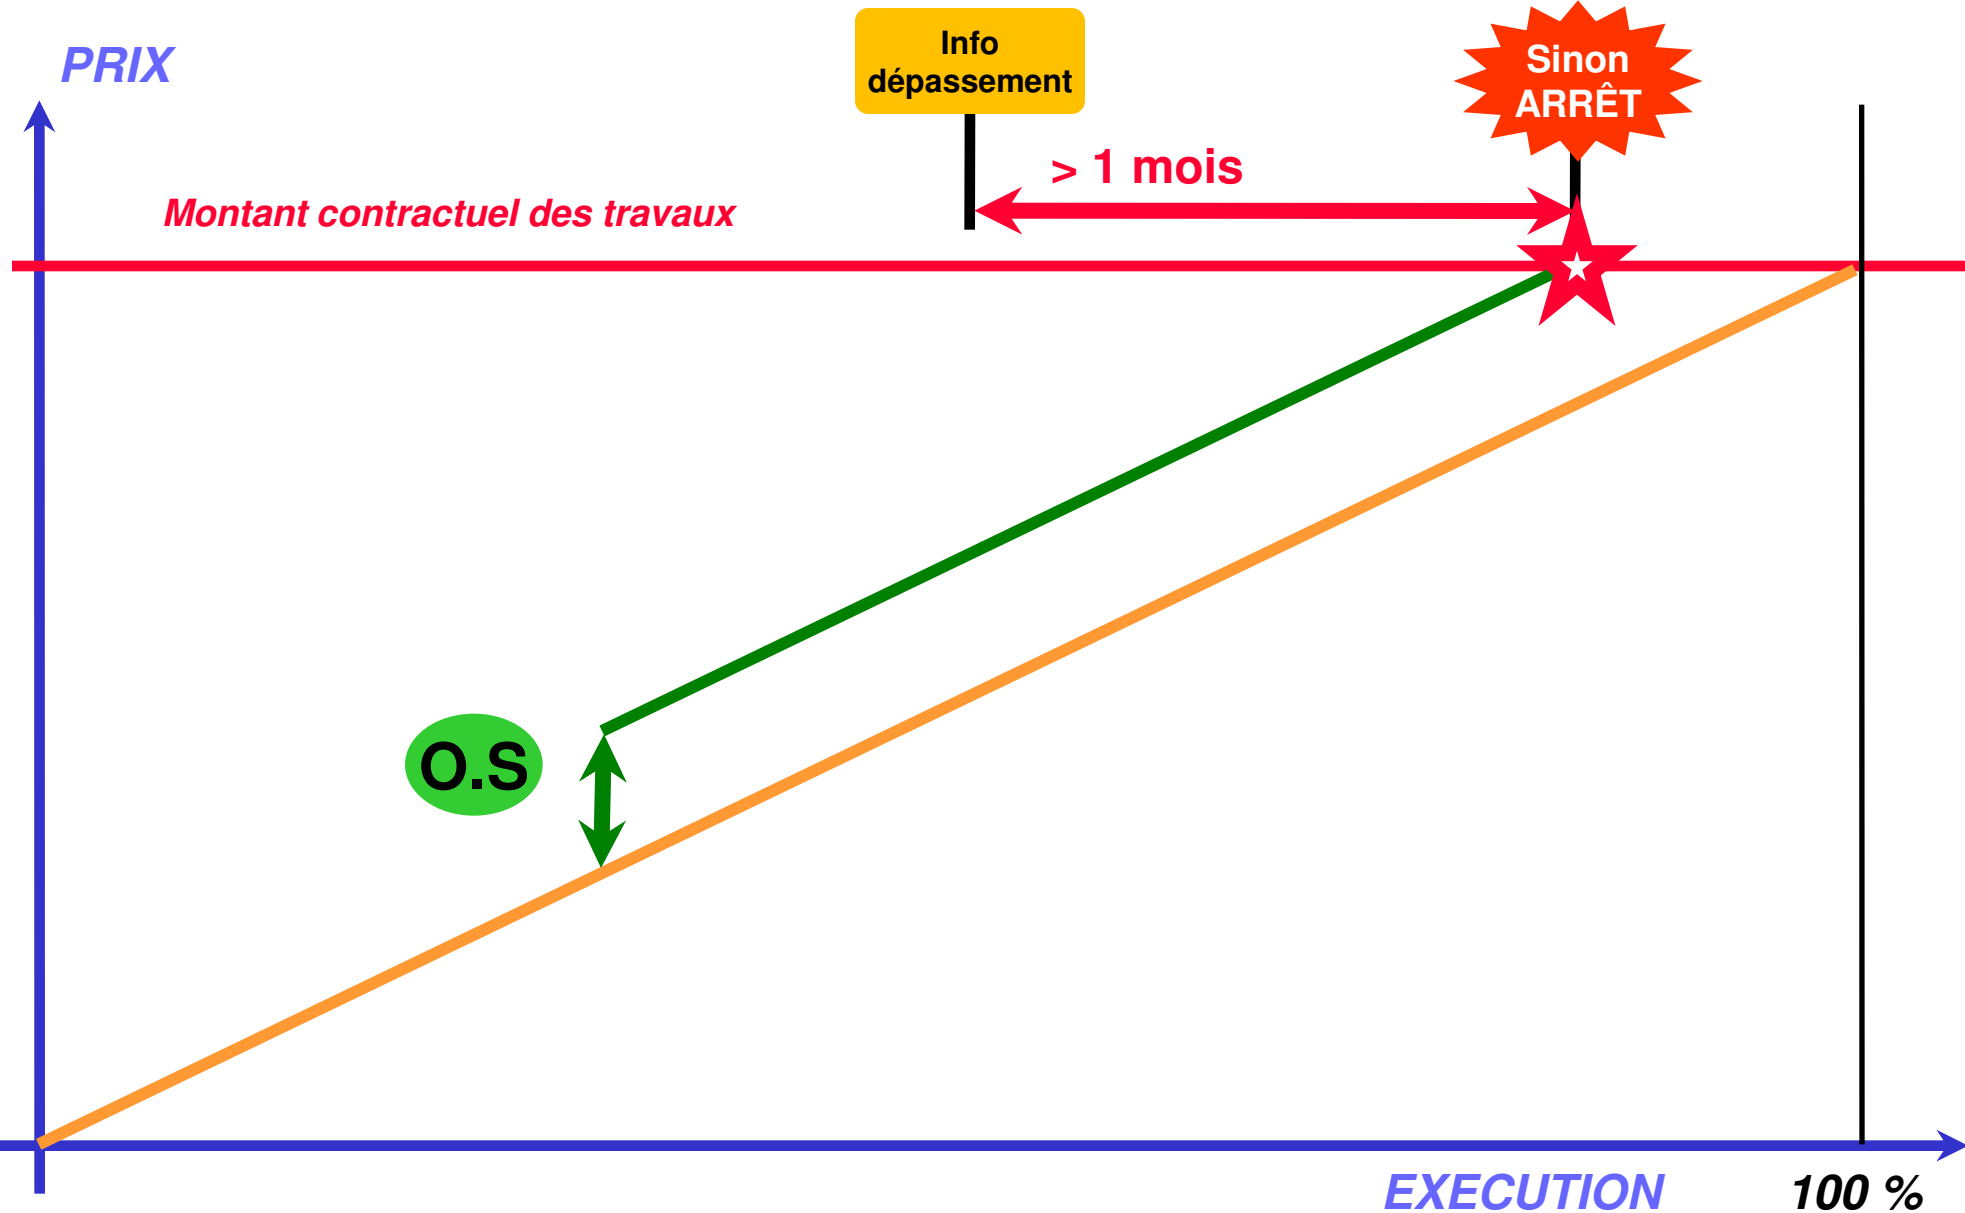 PRIX
Info
dépassement
Sinon
ARRÊT
> 1 mois
Montant contractuel des travaux
O.S
EXECUTION
100 %